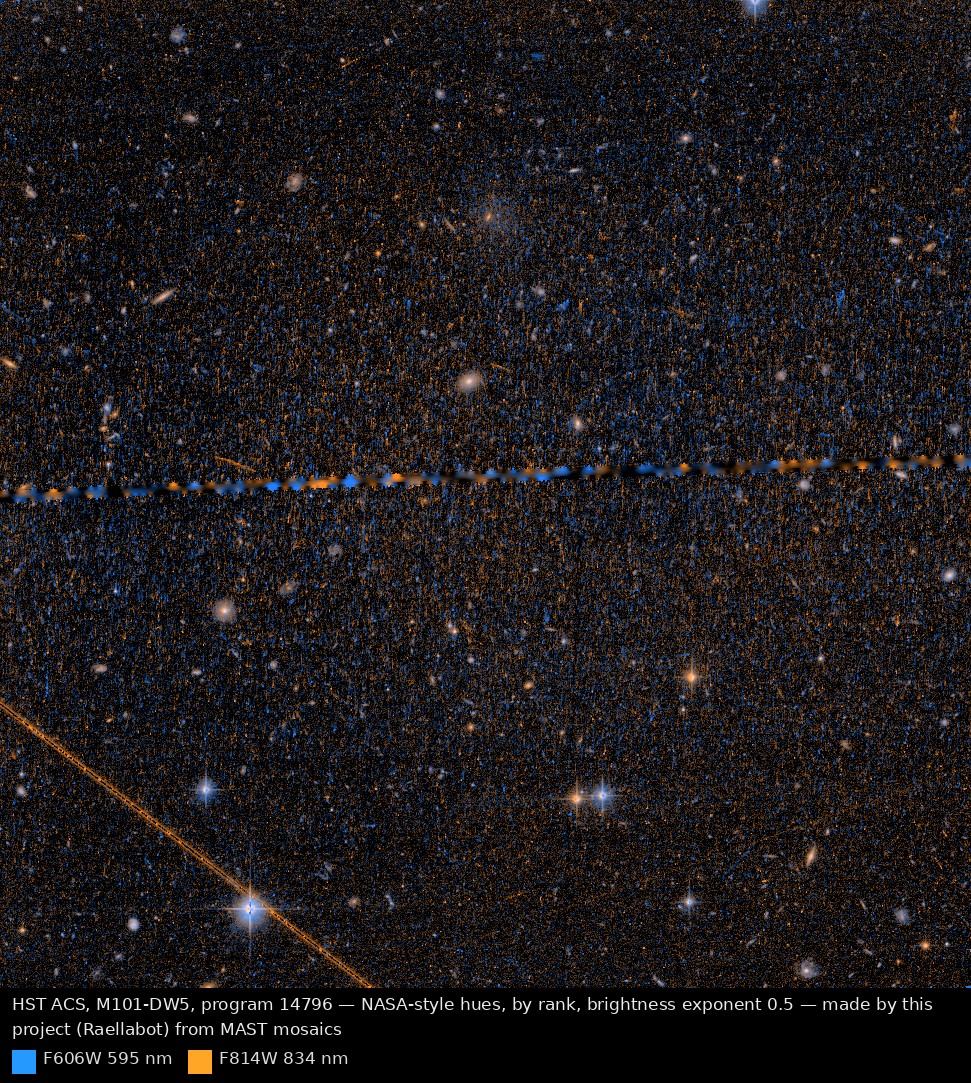 HST ACS, M101-DW5, program 14796 — NASA-style hues, by rank, brightness exponent 0.5 — made by this
project (Raellabot) from MAST mosaics
F606W 595 nm F814W 834 nm